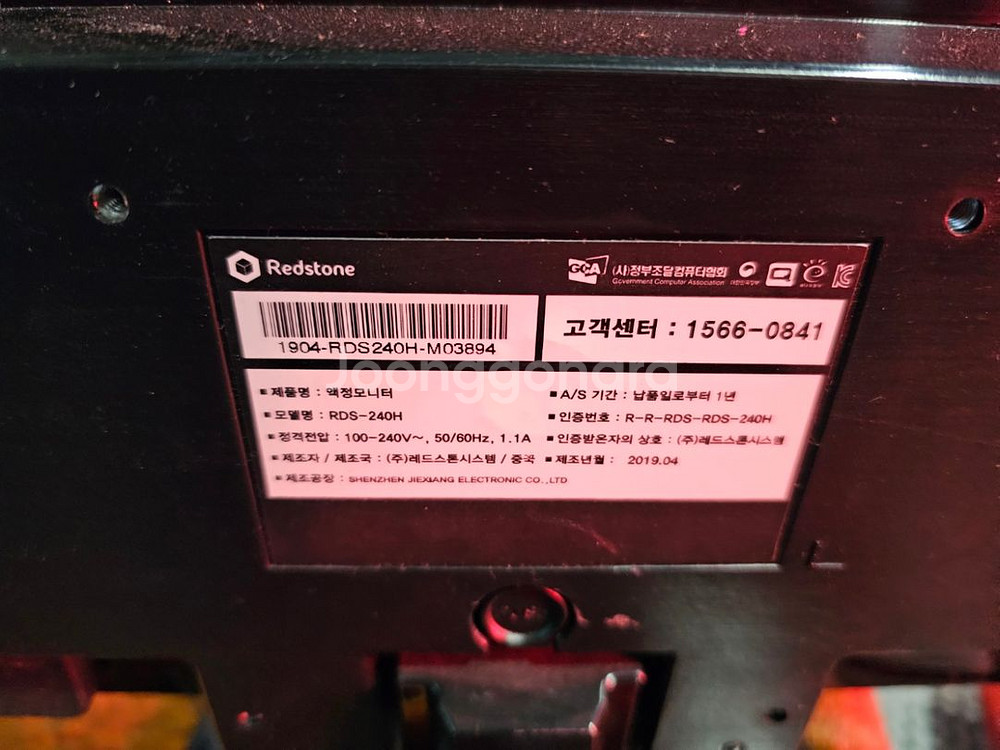 Redstone
GCA (사)정부조달컴퓨터협회
Government Computer Association
1904-RDS240H-M03894
고객센터 : 1566-0841
Joonggonara
■ 제품명 : 액정모니터
■ 모델명 : RDS-240H
■ 정격전압 : 100-240V~, 50/60Hz, 1.1A
■ 제조자 / 제조국 : (주)레드스톤시스템 / 중국
■ 제조공장 : SHENZHEN JIEXIANG ELECTRONIC CO.,LTD
■ A/S 기간 : 납품일로부터 1년
■ 인증번호 : R-R-RDS-RDS-240H
■ 인증받은자의 상호 : (주)레드스톤시스템
■ 제조년월 : 2019.04